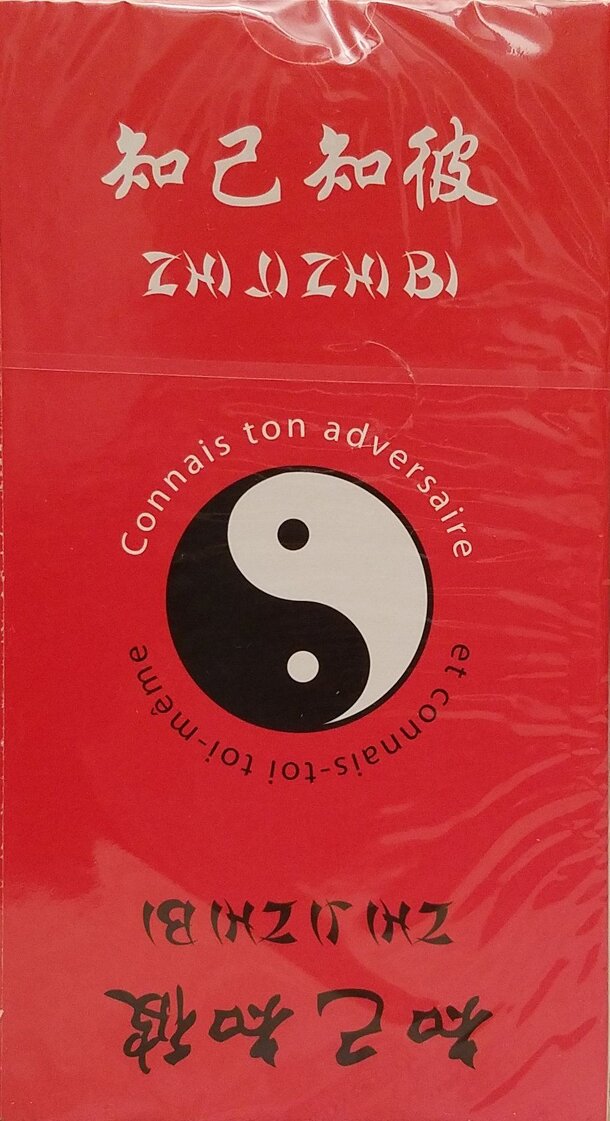 知己知彼
ZHI JI ZHI BI
Connais ton adversaire
et connais-toi toi-même
ZHI JI ZHI BI
知己知彼